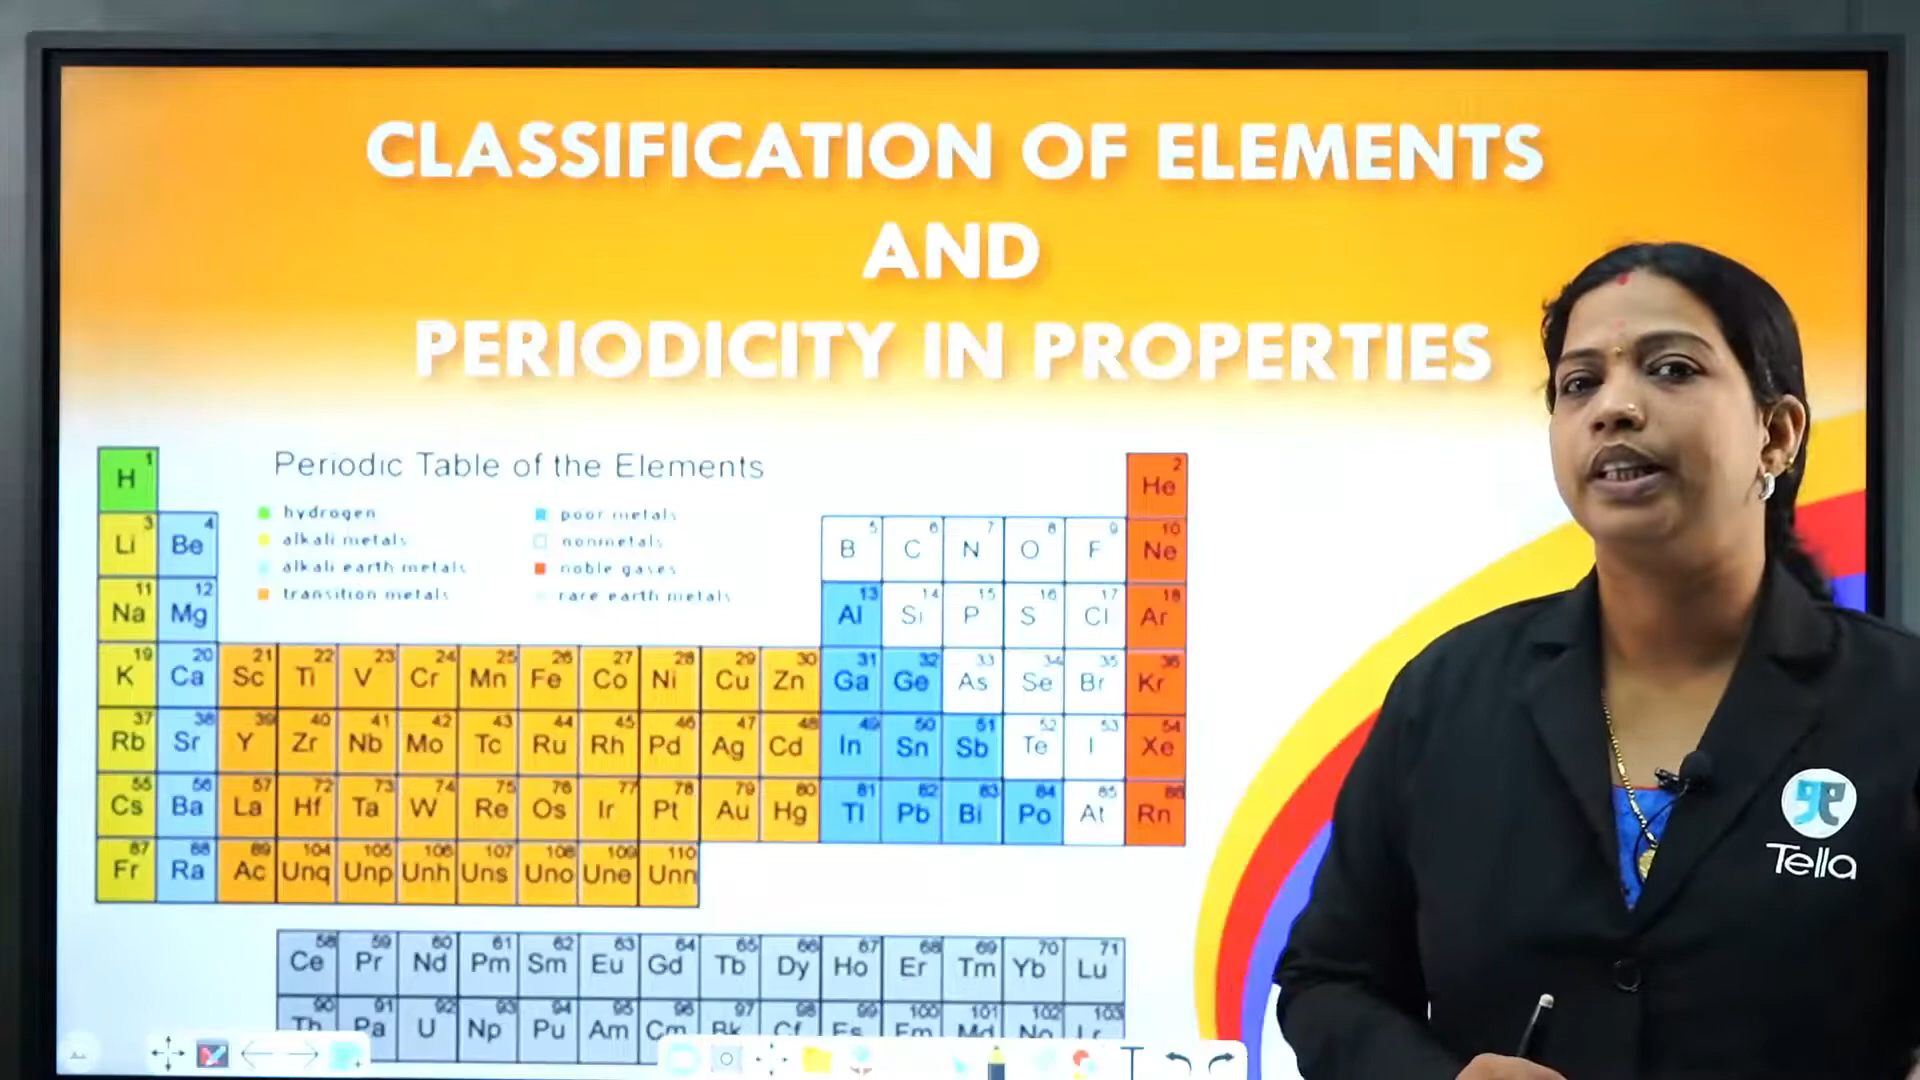 CLASSIFICATION OF ELEMENTS
AND
PERIODICITY IN PROPERTIES
Periodic Table of the Elements
hydrogen
alkali metals
alkali earth metals
transition metals
poor metals
nonmetals
noble gases
rare earth metals
H 1 He 2
Li 3 Be 4 B 5 C 6 N 7 O 8 F 9 Ne 10
Na 11 Mg 12 Al 13 Si 14 P 15 S 16 Cl 17 Ar 18
K 19 Ca 20 Sc 21 Ti 22 V 23 Cr 24 Mn 25 Fe 26 Co 27 Ni 28 Cu 29 Zn 30 Ga 31 Ge 32 As 33 Se 34 Br 35 Kr 36
Rb 37 Sr 38 Y 39 Zr 40 Nb 41 Mo 42 Tc 43 Ru 44 Rh 45 Pd 46 Ag 47 Cd 48 In 49 Sn 50 Sb 51 Te 52 I 53 Xe 54
Cs 55 Ba 56 La 57 Hf 72 Ta 73 W 74 Re 75 Os 76 Ir 77 Pt 78 Au 79 Hg 80 Tl 81 Pb 82 Bi 83 Po 84 At 85 Rn 86
Fr 87 Ra 88 Ac 89 Unq 104 Unp 105 Unh 106 Uns 107 Uno 108 Une 109 Unn 110
Ce 58 Pr 59 Nd 60 Pm 61 Sm 62 Eu 63 Gd 64 Tb 65 Dy 66 Ho 67 Er 68 Tm 69 Yb 70 Lu 71
Th 90 Pa 91 U 92 Np 93 Pu 94 Am 95 Cm 96 Bk 97 Cf 98 Es 99 Fm 100 Md 101 No 102 Lr 103
Tella